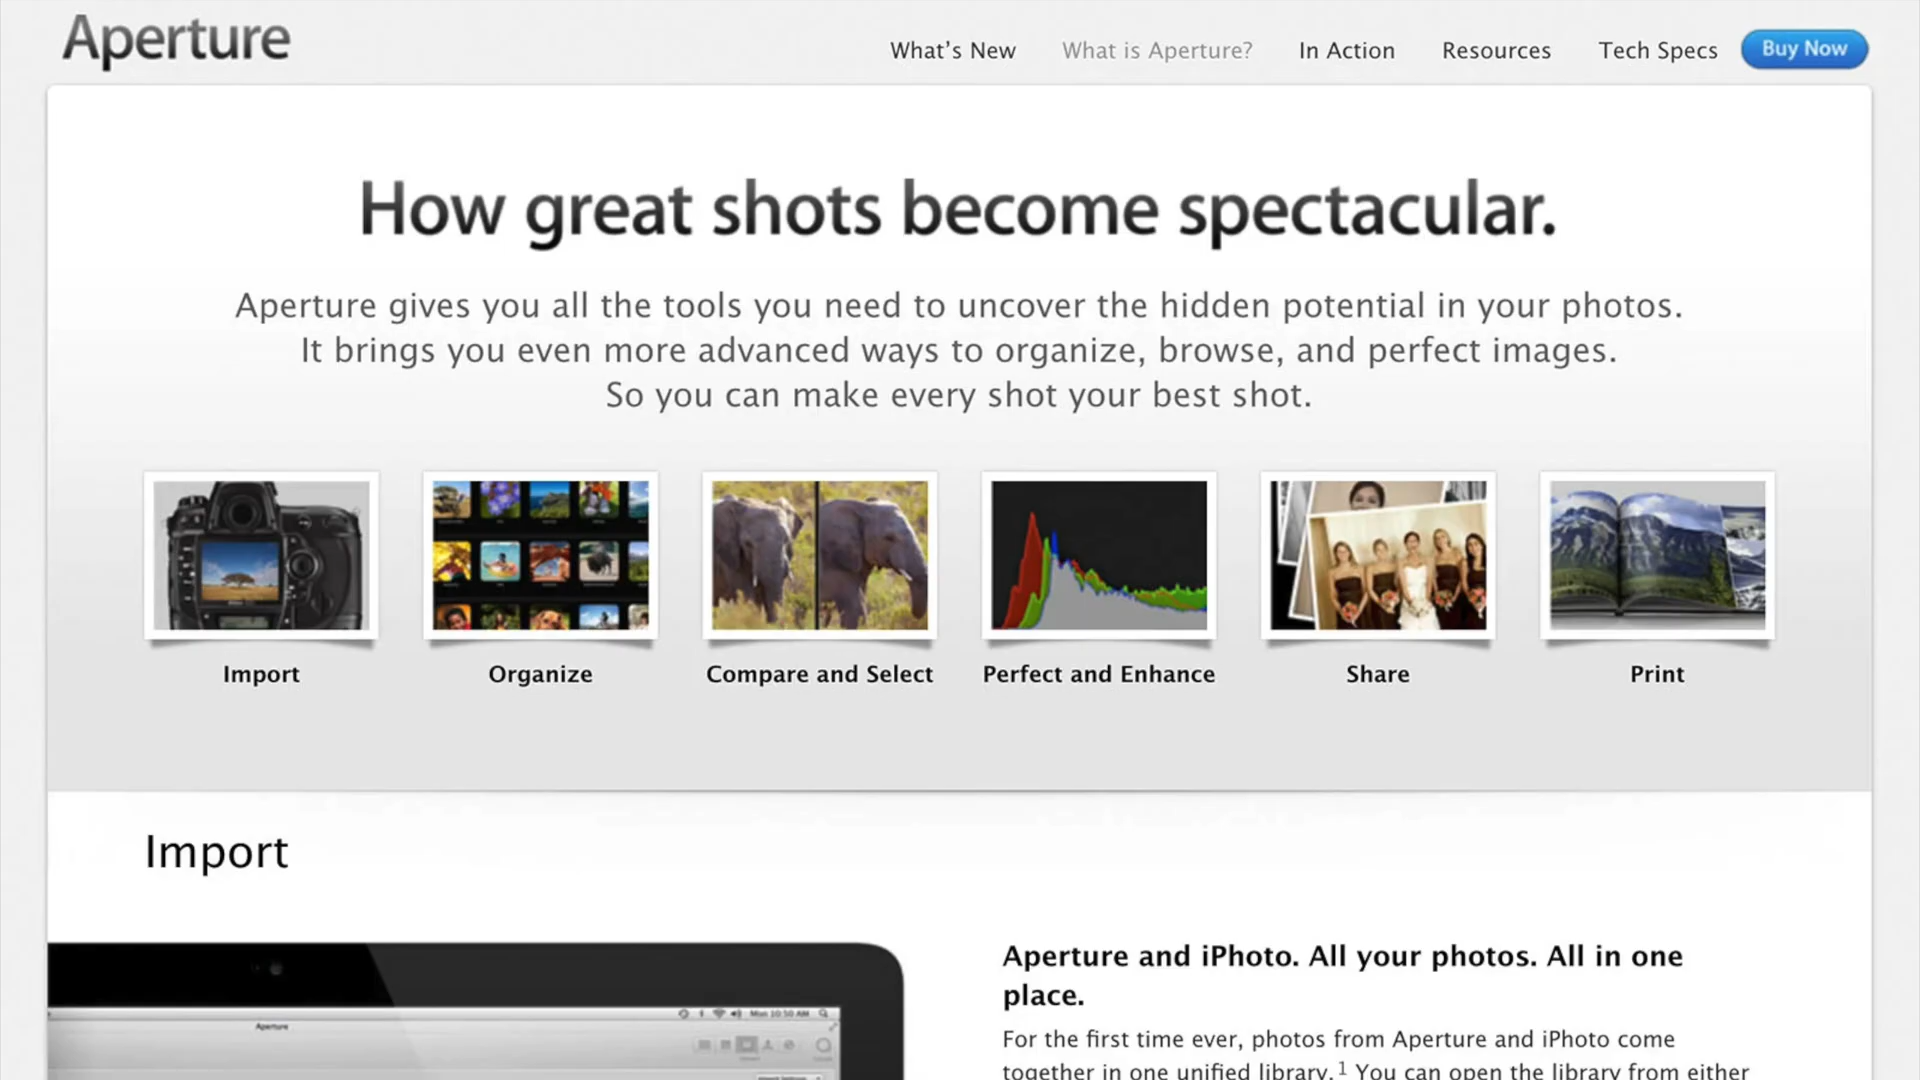 Aperture
What's New
What is Aperture?
In Action
Resources
Tech Specs
Buy Now
How great shots become spectacular.
Aperture gives you all the tools you need to uncover the hidden potential in your photos.
It brings you even more advanced ways to organize, browse, and perfect images.
So you can make every shot your best shot.
Import
Organize
Compare and Select
Perfect and Enhance
Share
Print
Import
Mon 10:50 AM
Aperture
Aperture and iPhoto. All your photos. All in one
place.
For the first time ever, photos from Aperture and iPhoto come
together in one unified library.¹ You can open the library from either